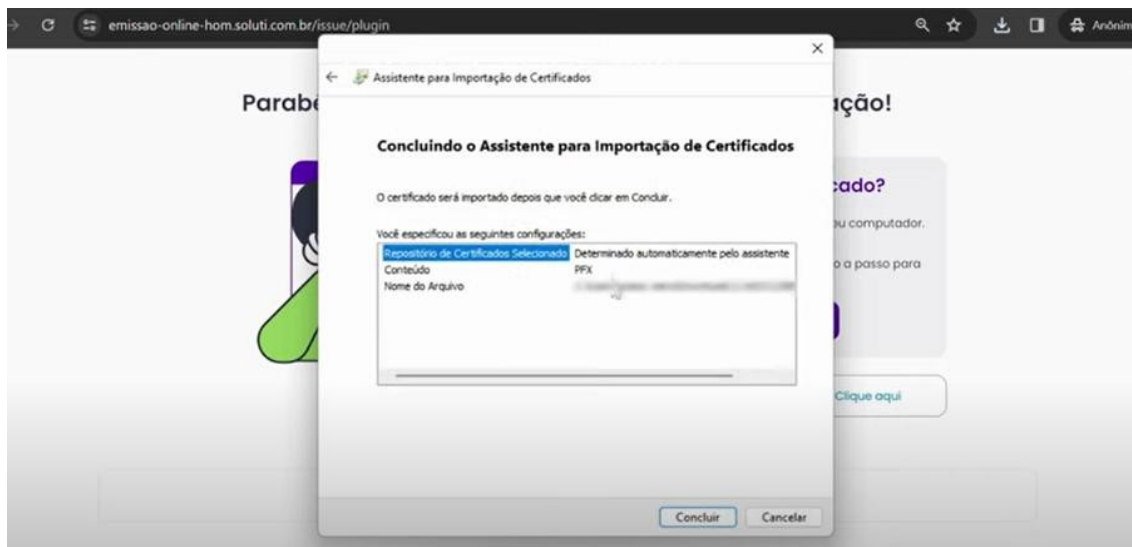 emissao-online-hom.soluti.com.br/issue/plugin
Anônim
Assistente para Importação de Certificados
Parabé
ação!
Concluindo o Assistente para Importação de Certificados
O certificado será importado depois que você clicar em Concluir.
cado?
eu computador.
Você especificou as seguintes configurações:
Repositório de Certificados Selecionado Determinado automaticamente pelo assistente
o a passo para
Conteúdo PFX
Nome do Arquivo
Clique aqui
Concluir Cancelar